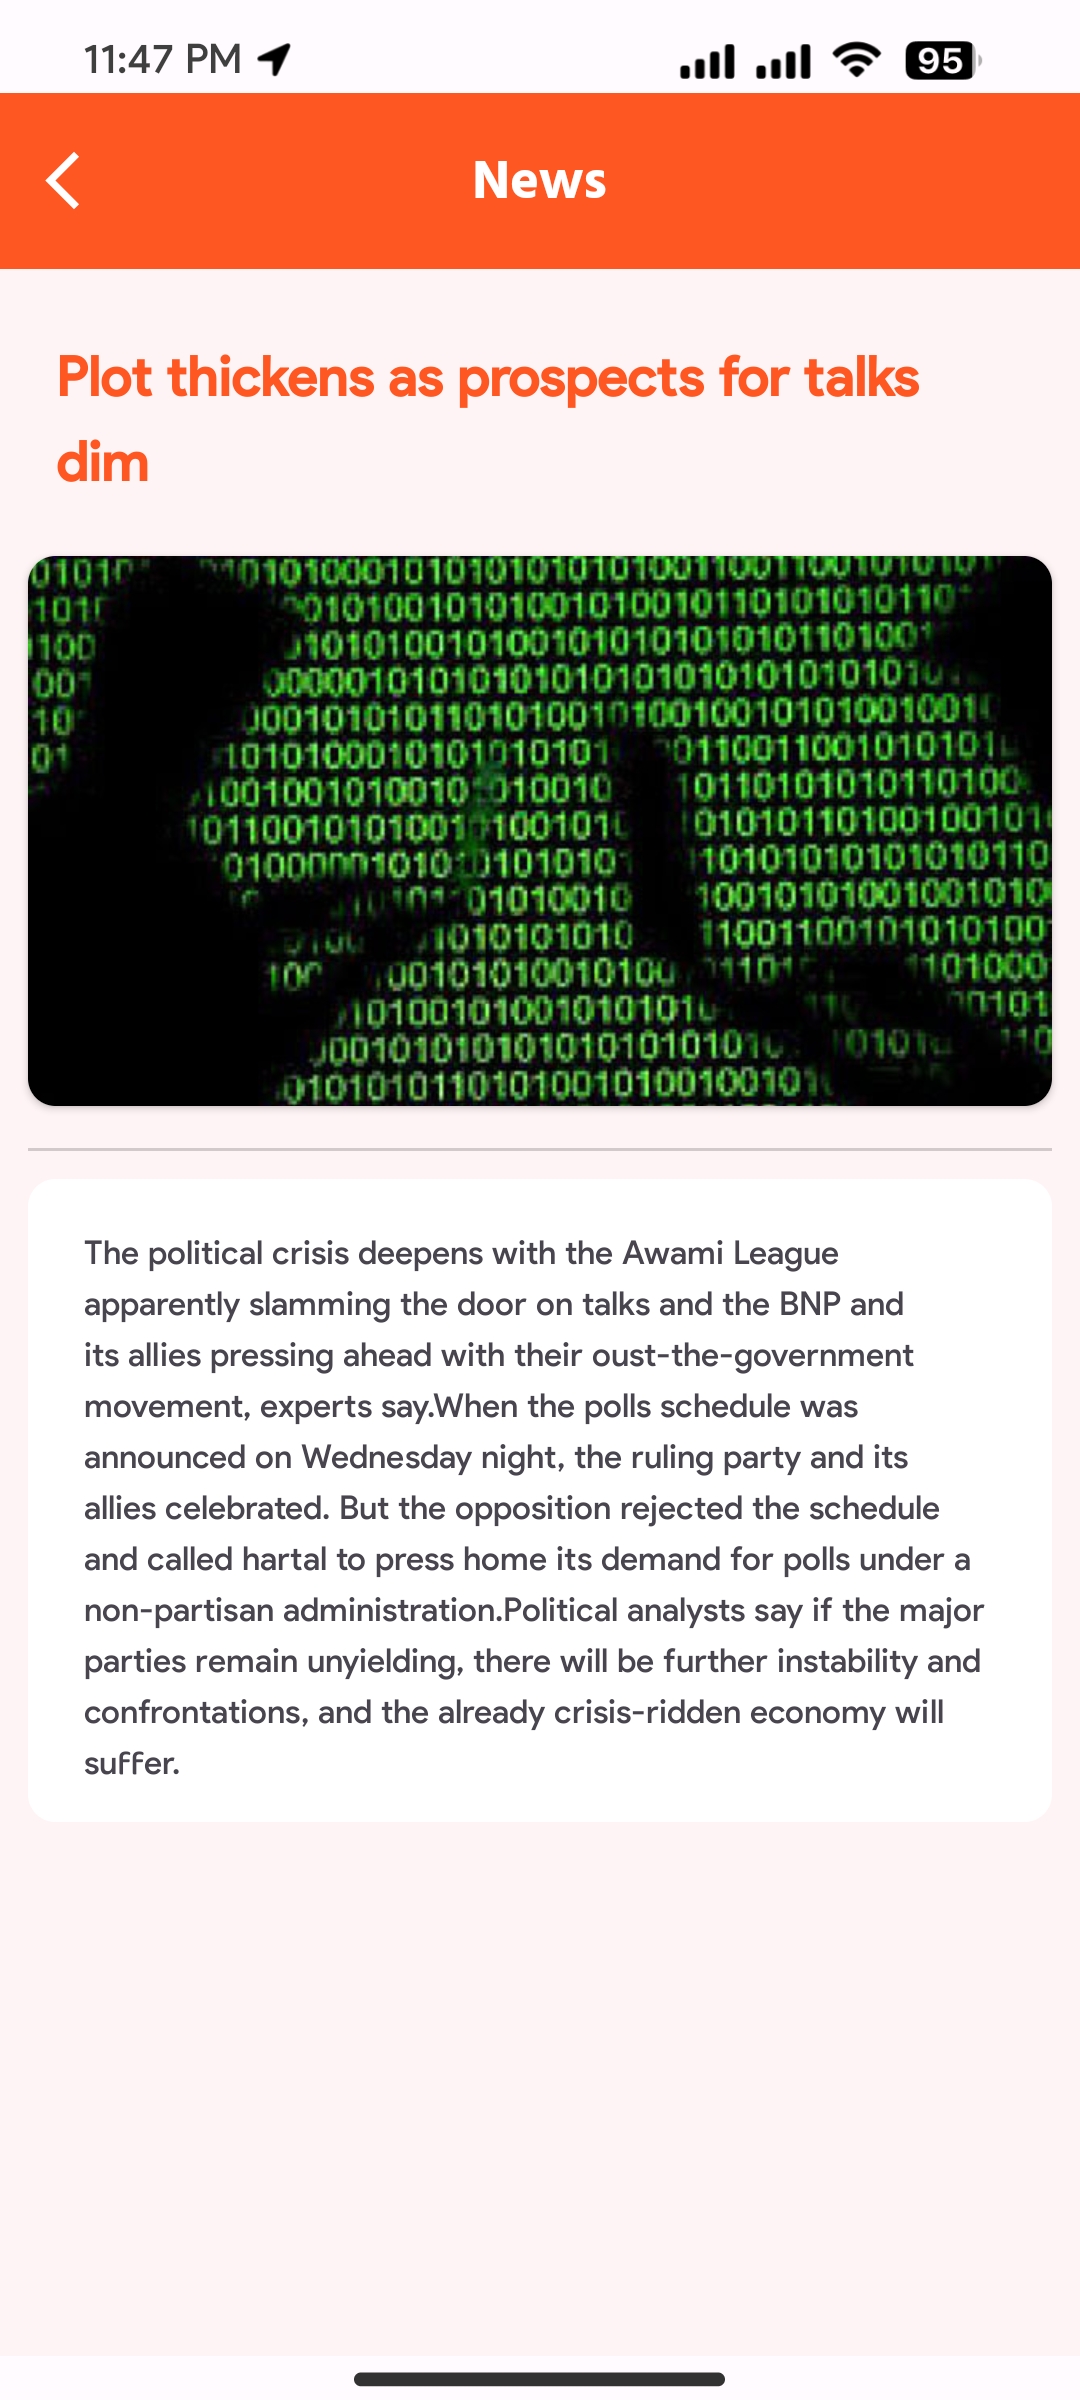 11:47 PM
95
News
Plot thickens as prospects for talks
dim
The political crisis deepens with the Awami League
apparently slamming the door on talks and the BNP and
its allies pressing ahead with their oust-the-government
movement, experts say.When the polls schedule was
announced on Wednesday night, the ruling party and its
allies celebrated. But the opposition rejected the schedule
and called hartal to press home its demand for polls under a
non-partisan administration.Political analysts say if the major
parties remain unyielding, there will be further instability and
confrontations, and the already crisis-ridden economy will
suffer.